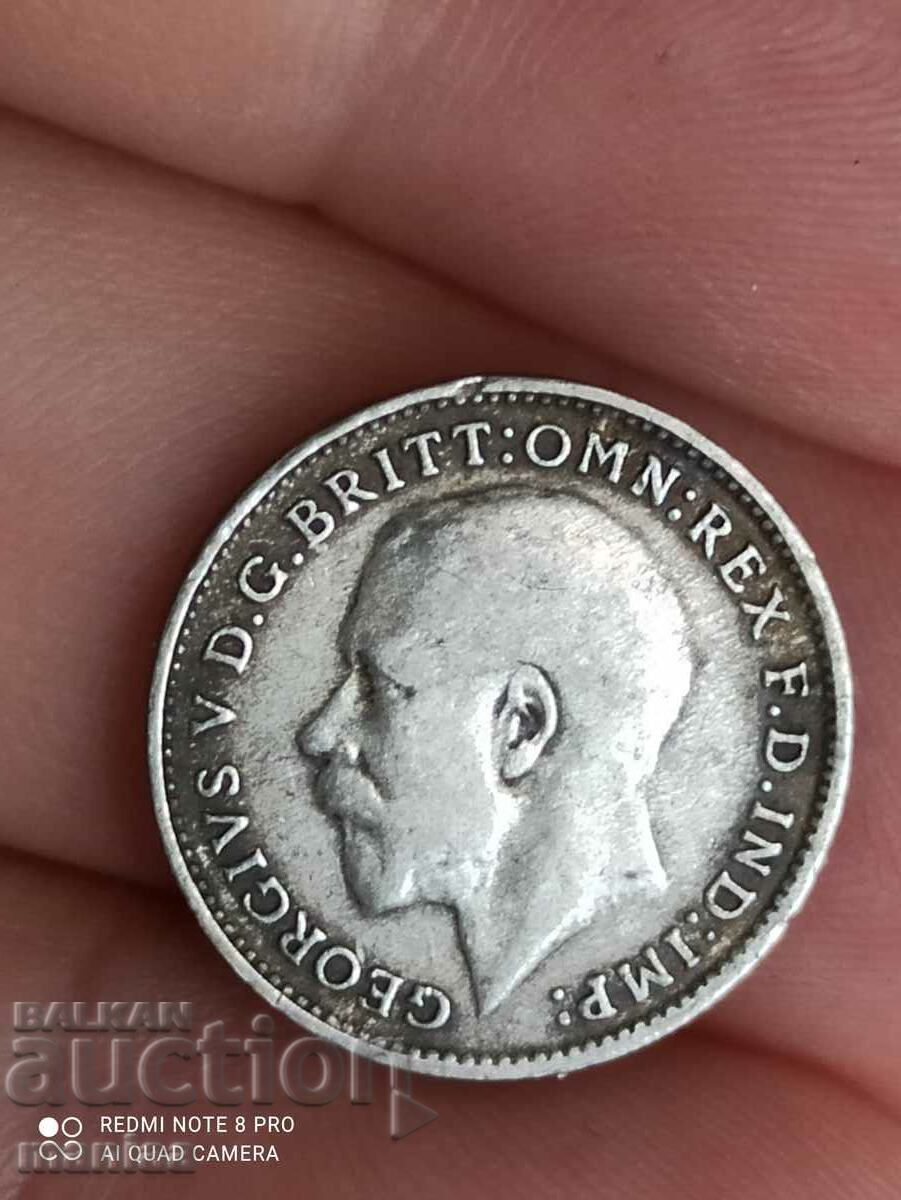 GEORGIVS V D.G.BRITT:OMN:REX F.D.IND:IMP:
BALKAN
auction
REDMI NOTE 8 PRO
AI QUAD CAMERA